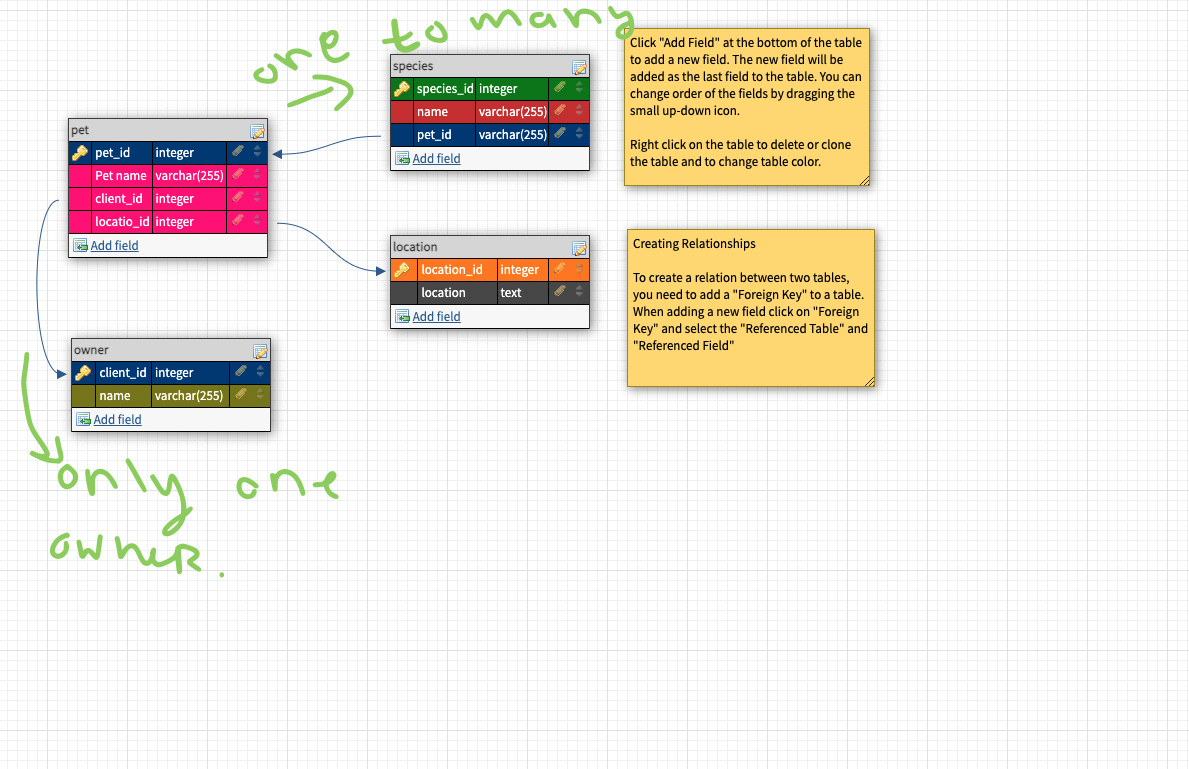 one to many
species
species_id integer
name varchar(255)
pet_id varchar(255)
Add field
Click "Add Field" at the bottom of the table
to add a new field. The new field will be
added as the last field to the table. You can
change order of the fields by dragging the
small up-down icon.
Right click on the table to delete or clone
the table and to change table color.
pet
pet_id integer
Pet name varchar(255)
client_id integer
locatio_id integer
Add field
location
location_id integer
location text
Add field
Creating Relationships
To create a relation between two tables,
you need to add a "Foreign Key" to a table.
When adding a new field click on "Foreign
Key" and select the "Referenced Table" and
"Referenced Field"
owner
client_id integer
name varchar(255)
Add field
only one
owner.